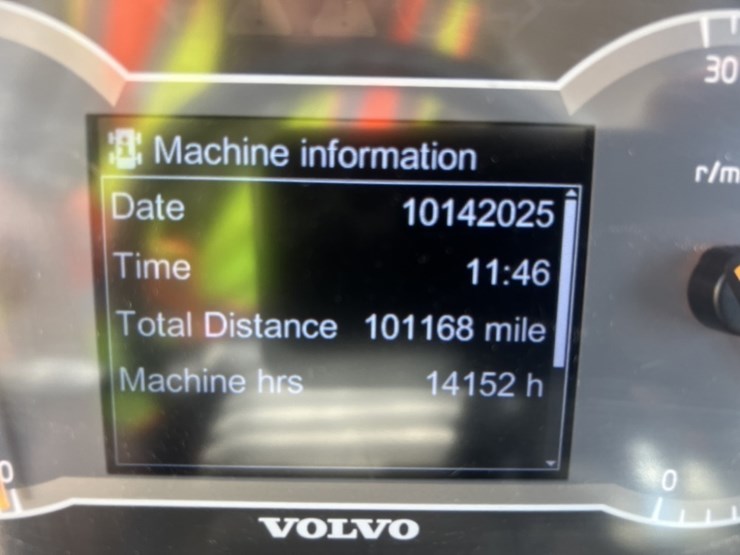 Machine information
Date 10142025
Time 11:46
Total Distance 101168 mile
Machine hrs 14152 h
30
r/m
0
0
VOLVO